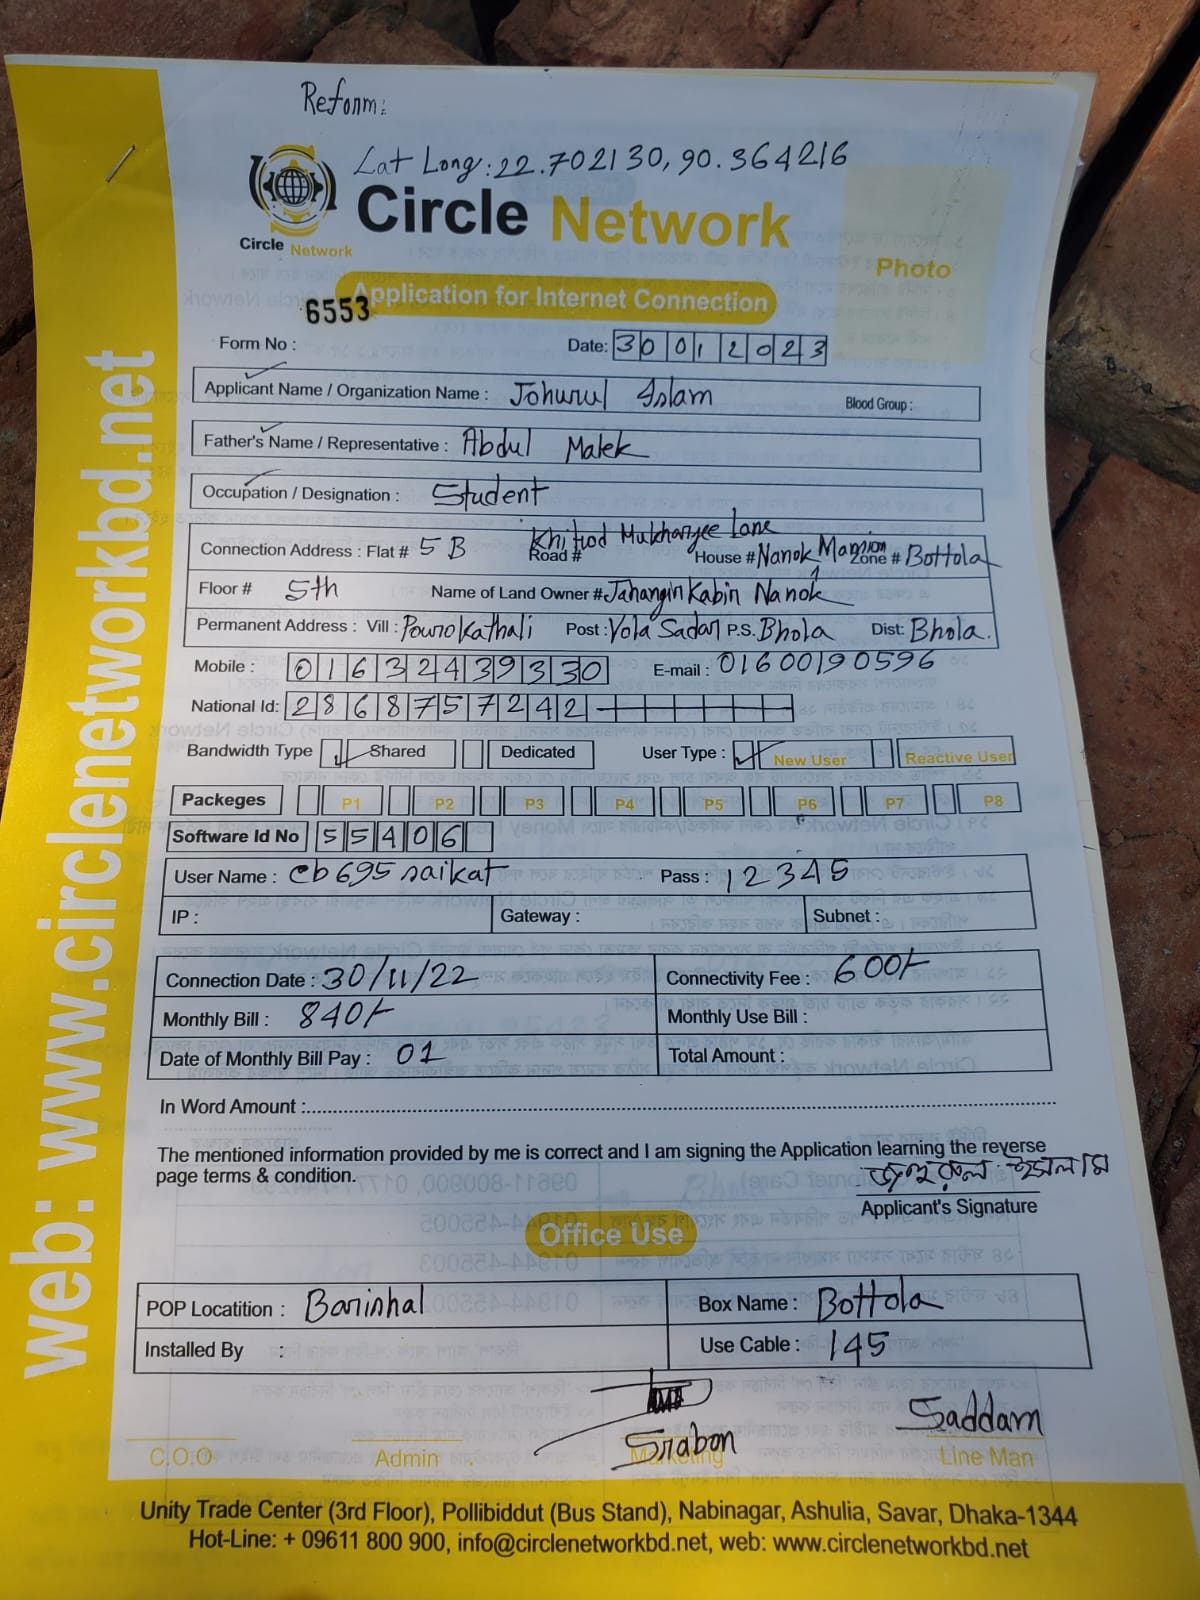 Reform:
Lat Long: 22.702130, 90.364216
Circle Network
Circle Network
Photo
Application for Internet Connection
6553
Form No :
Date: 30 01 2023
Applicant Name / Organization Name : Johurul Islam
Blood Group :
Father's Name / Representative : Abdul Malek
Occupation / Designation : Student
Connection Address : Flat # 5 B Road # Mukharjee Lane House # Nanok Mansion Zone # Bottola
Floor # 5th Name of Land Owner # Jahangir Kabir Nanok
Permanent Address : Vill : Pourokathali Post : Vola Sadar P.S. Bhola Dist: Bhola.
Mobile : 01632439330 E-mail : 01600190596
National Id: 2868757242
Bandwidth Type Shared Dedicated User Type : New User Reactive User
Packeges P1 P2 P3 P4 P5 P6 P7 P8
Software Id No 55406
User Name : cb695saikat Pass : 12345
IP : Gateway : Subnet :
Connection Date : 30/11/22 Connectivity Fee : 600/-
Monthly Bill : 840/- Monthly Use Bill :
Date of Monthly Bill Pay : 01 Total Amount :
In Word Amount :
The mentioned information provided by me is correct and I am signing the Application learning the reverse
page terms & condition.
জহুরুল ইসলাম
Applicant's Signature
Office Use
POP Locatition : Barishal Box Name : Bottola
Installed By : Use Cable : 145
Srabon Saddam
C.O.O Admin Marketing Line Man
Unity Trade Center (3rd Floor), Pollibiddut (Bus Stand), Nabinagar, Ashulia, Savar, Dhaka-1344
Hot-Line: + 09611 800 900, info@circlenetworkbd.net, web: www.circlenetworkbd.net
web: www.circlenetworkbd.net